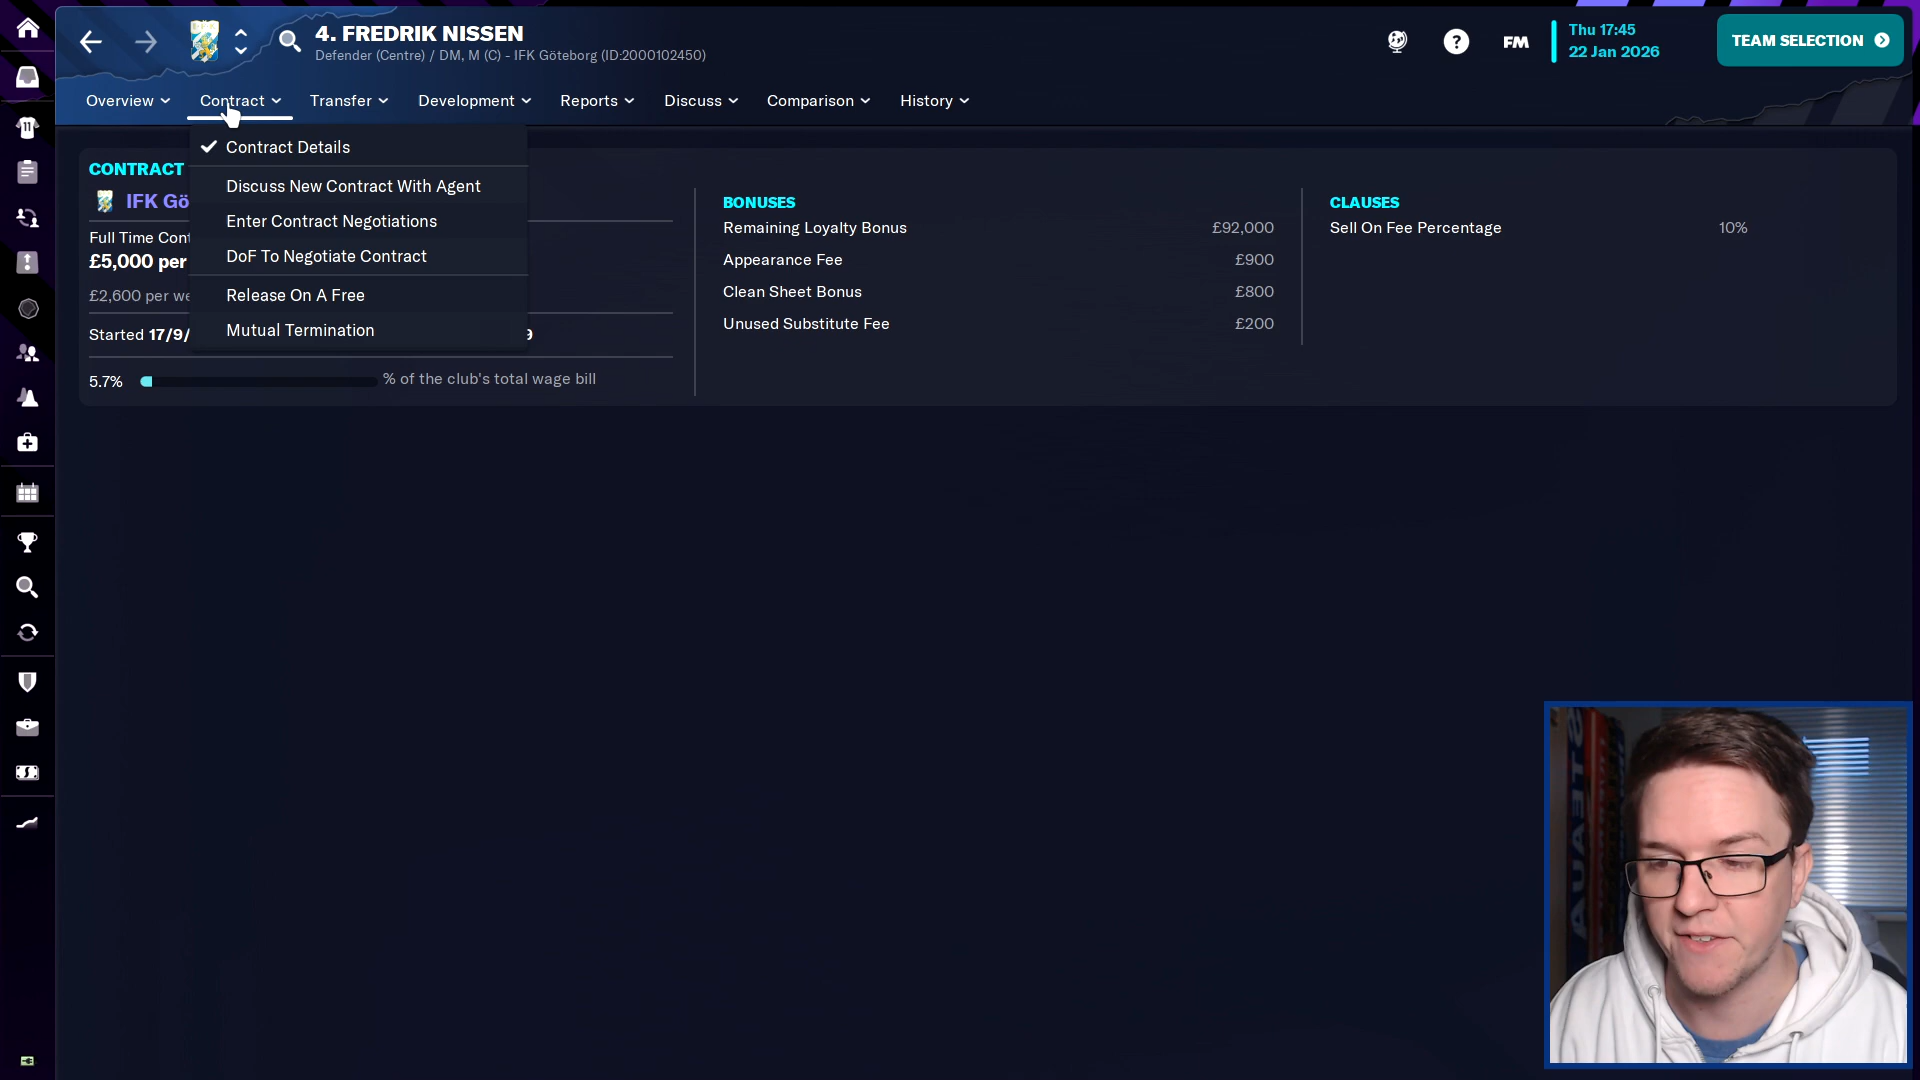 4. FREDRIK NISSEN
Defender (Centre) / DM, M (C) - IFK Göteborg (ID:2000102450)
FM
Thu 17:45
22 Jan 2026
TEAM SELECTION
Overview
Contract
Transfer
Development
Reports
Discuss
Comparison
History
Contract Details
Discuss New Contract With Agent
Enter Contract Negotiations
DoF To Negotiate Contract
Release On A Free
Mutual Termination
CONTRACT
IFK Gö
Full Time Cont
£5,000 per
£2,600 per we
Started 17/9/
9
5.7%
% of the club's total wage bill
BONUSES
Remaining Loyalty Bonus £92,000
Appearance Fee £900
Clean Sheet Bonus £800
Unused Substitute Fee £200
CLAUSES
Sell On Fee Percentage 10%